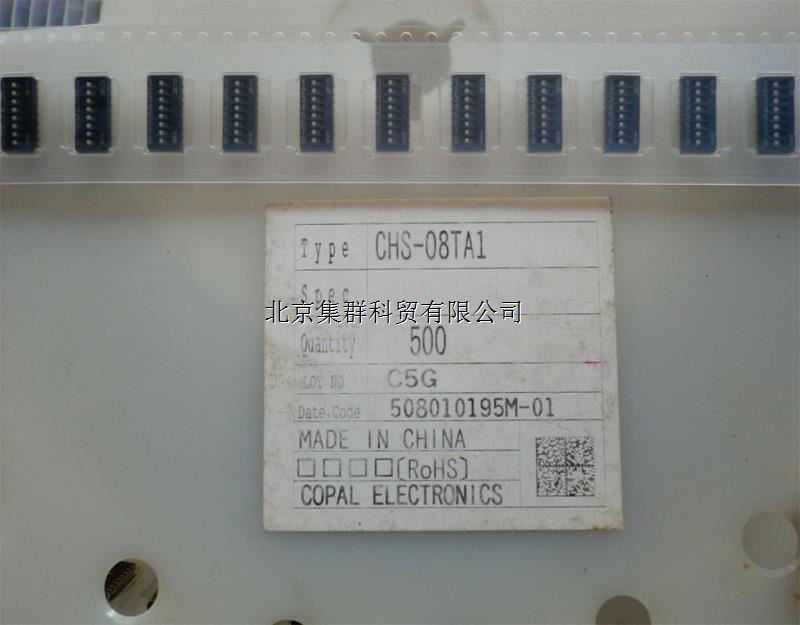 Type CHS-08TA1
Spec
北京集群科贸有限公司
Quantity 500
LOT NO C5G
Date.Code 508010195M-01
MADE IN CHINA
□□□□(RoHS)
COPAL ELECTRONICS